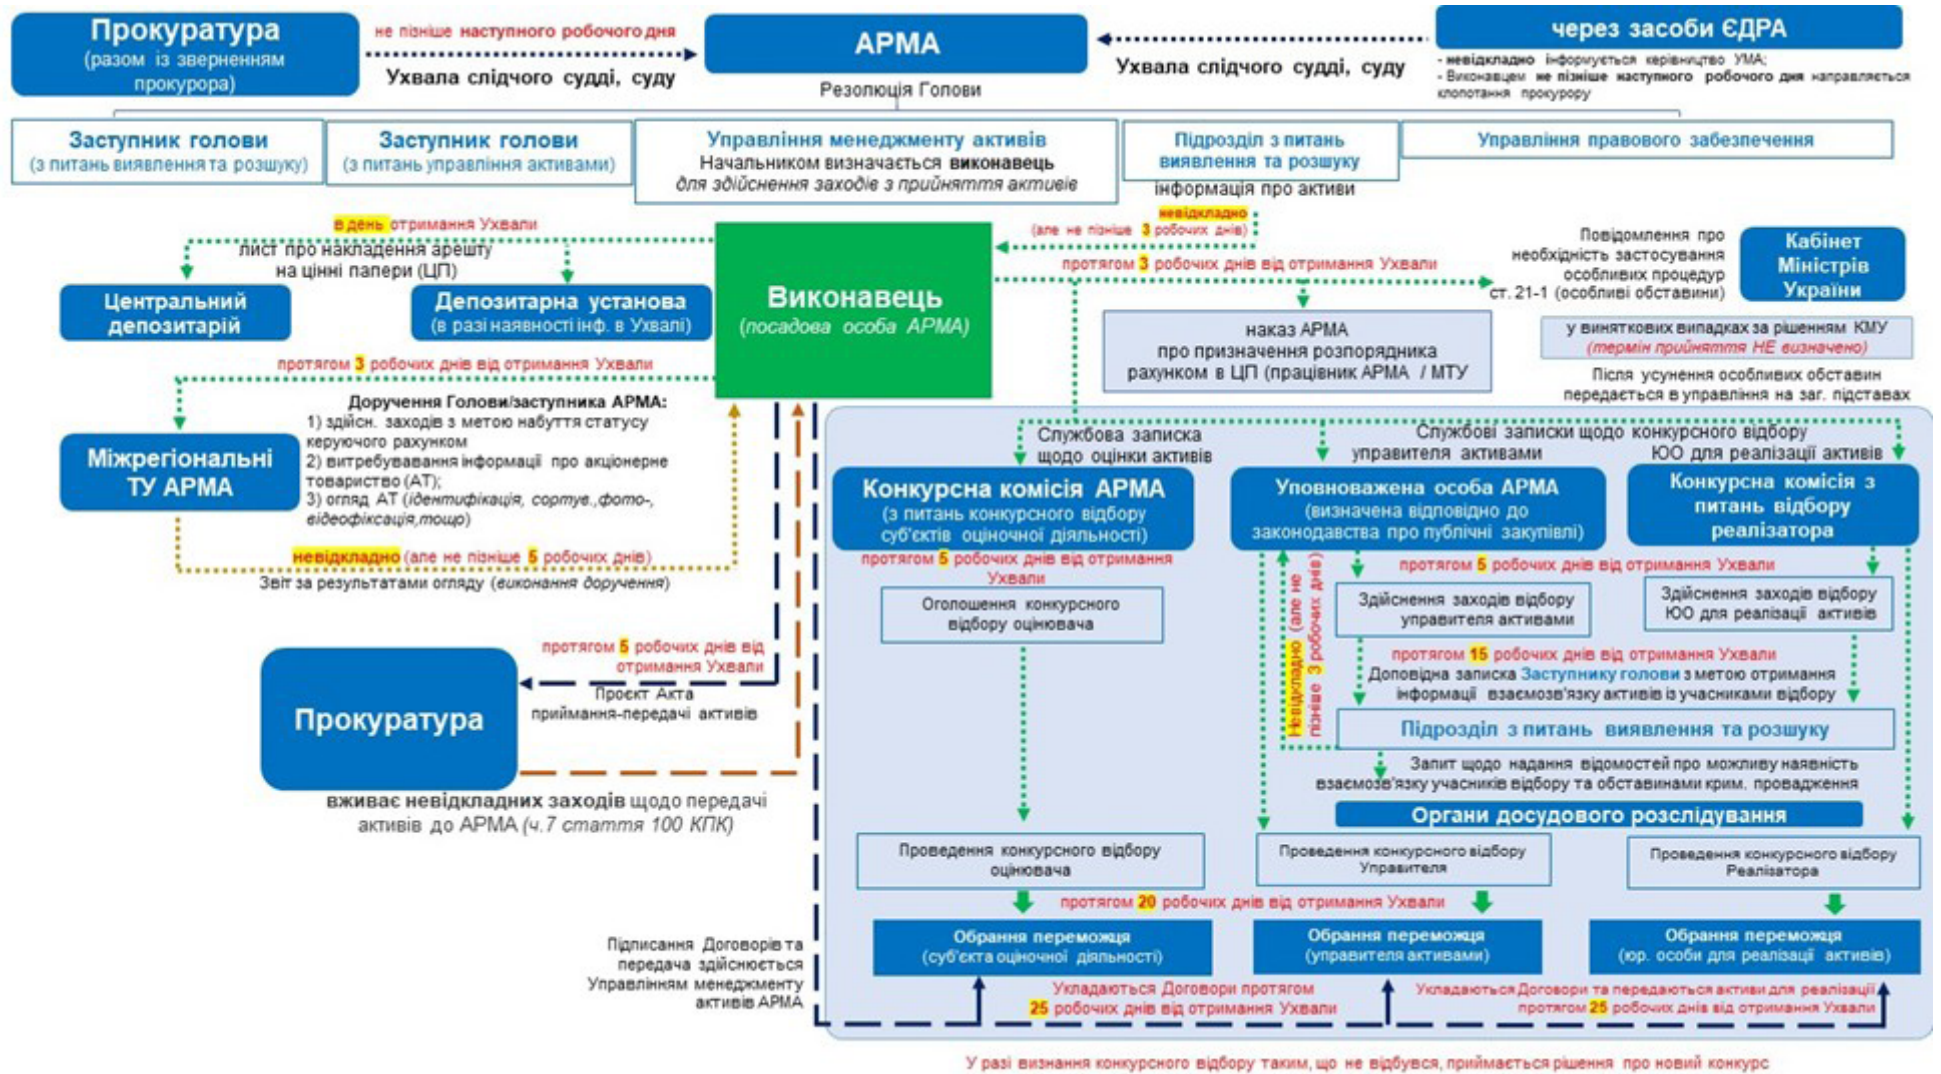 Прокуратура
(разом із зверненням
прокурора)
не пізніше наступного робочого дня
Ухвала слідчого судді, суду
АРМА
Резолюція Голови
Ухвала слідчого судді, суду
через засоби ЄДРА
- невідкладно інформується керівництво УМА;
- Виконавцем не пізніше наступного робочого дня направляється
клопотання прокурору
Заступник голови
(з питань виявлення та розшуку)
Заступник голови
(з питань управління активами)
Управління менеджменту активів
Начальником визначається виконавець
для здійснення заходів з прийняття активів
Підрозділ з питань
виявлення та розшуку
інформація про активи
Управління правового забезпечення
в день отримання Ухвали
лист про накладення арешту
на цінні папери (ЦП)
Центральний
депозитарій
Депозитарна установа
(в разі наявності інф. в Ухвалі)
Виконавець
(посадова особа АРМА)
невідкладно
(але не пізніше 3 робочих днів)
протягом 3 робочих днів від отримання Ухвали
Повідомлення про
необхідність застосування
особливих процедур
ст. 21-1 (особливі обставини)
Кабінет
Міністрів
України
наказ АРМА
про призначення розпорядника
рахунком в ЦП (працівник АРМА / МТУ
у виняткових випадках за рішенням КМУ
(термін прийняття НЕ визначено)
Після усунення особливих обставин
передається в управління на заг. підставах
протягом 3 робочих днів від отримання Ухвали
Міжрегіональні
ТУ АРМА
Доручення Голови/заступника АРМА:
1) здійсн. заходів з метою набуття статусу
керуючого рахунком
2) витребування інформації про акціонерне
товариство (АТ);
3) огляд АТ (ідентифікація, сортув.,фото-,
відеофіксація,тощо)
невідкладно (але не пізніше 5 робочих днів)
Звіт за результатами огляду (виконання доручення)
Службова записка
щодо оцінки активів
Службові записки щодо конкурсного відбору
управителя активами
ЮО для реалізації активів
Конкурсна комісія АРМА
(з питань конкурсного відбору
суб'єктів оціночної діяльності)
Уповноважена особа АРМА
(визначена відповідно до
законодавства про публічні закупівлі)
Конкурсна комісія з
питань відбору
реалізатора
протягом 5 робочих днів від отримання
Ухвали
Оголошення конкурсного
відбору оцінювача
Невідкладно (але не
пізніше 3 робочих днів)
протягом 5 робочих днів від отримання Ухвали
Здійснення заходів відбору
управителя активами
Здійснення заходів відбору
ЮО для реалізації активів
протягом 15 робочих днів від отримання Ухвали
Доповідна записка Заступнику голови з метою отримання
інформації взаємозв'язку активів із учасниками відбору
Підрозділ з питань виявлення та розшуку
Запит щодо надання відомостей про можливу наявність
взаємозв'язку учасників відбору та обставинами крим. провадження
Органи досудового розслідування
Прокуратура
протягом 5 робочих днів від
отримання Ухвали
Проєкт Акта
приймання-передачі активів
вживає невідкладних заходів щодо передачі
активів до АРМА (ч.7 стаття 100 КПК)
Проведення конкурсного відбору
оцінювача
Проведення конкурсного відбору
Управителя
Проведення конкурсного відбору
Реалізатора
протягом 20 робочих днів від отримання Ухвали
Обрання переможця
(суб'єкта оціночної діяльності)
Обрання переможця
(управителя активами)
Обрання переможця
(юр. особи для реалізації активів)
Підписання Договорів та
передача здійснюється
Управлінням менеджменту
активів АРМА
Укладаються Договори протягом
25 робочих днів від отримання Ухвали
Укладаються Договори та передаються активи для реалізації
протягом 25 робочих днів від отримання Ухвали
У разі визнання конкурсного відбору таким, що не відбувся, приймається рішення про новий конкурс